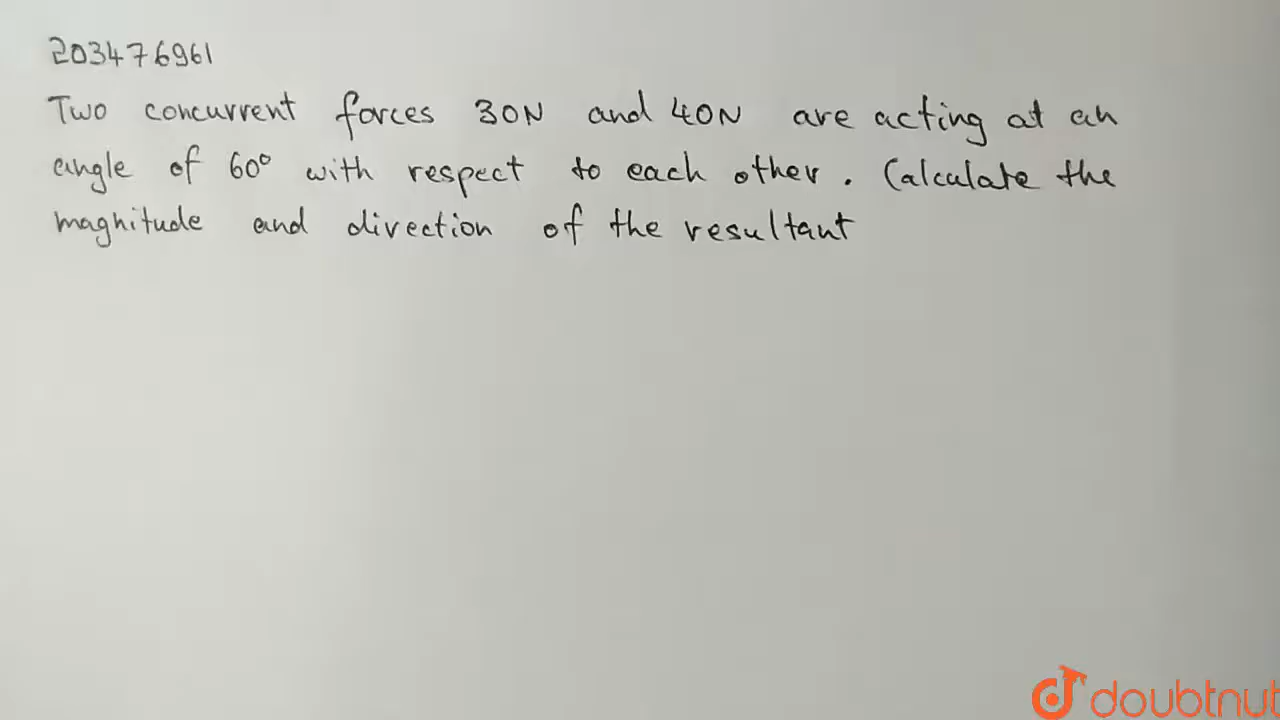 203476961
Two concurrent forces 30N and 40N are acting at an
angle of 60° with respect to each other. Calculate the
magnitude and direction of the resultant
doubtnut